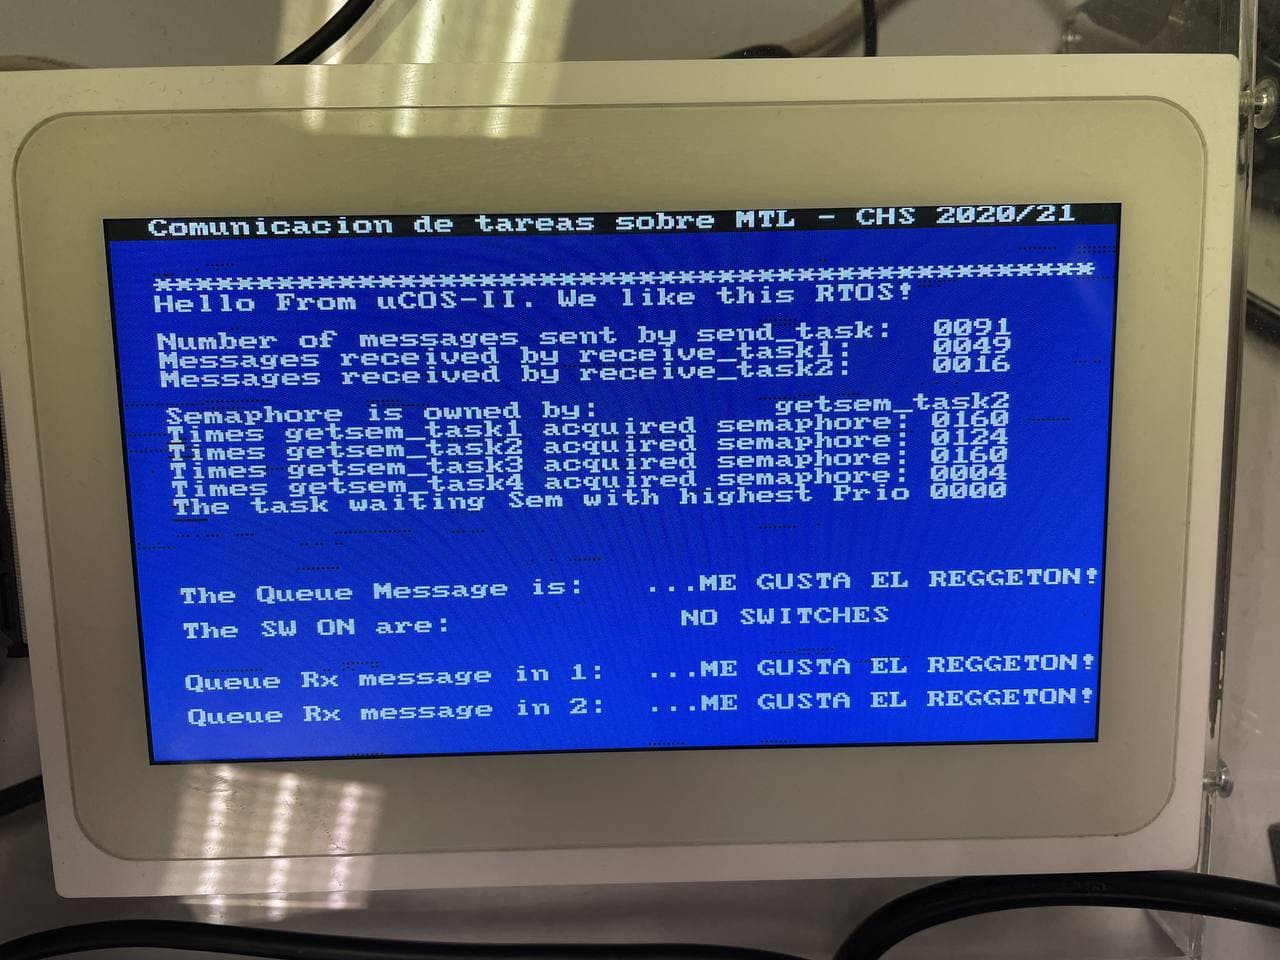 Comunicacion de tareas sobre MTL - CHS 2020/21
******************************************************
Hello From uCOS-II. We like this RTOS!
Number of messages sent by send_task: 0091
Messages received by receive_task1: 0049
Messages received by receive_task2: 0016
Semaphore is owned by: getsem_task2
Times getsem_task1 acquired semaphore: 0160
Times getsem_task2 acquired semaphore: 0124
Times getsem_task3 acquired semaphore: 0160
Times getsem_task4 acquired semaphore: 0004
The task waiting Sem with highest Prio 0000
The Queue Message is: ...ME GUSTA EL REGGETON!
The SW ON are: NO SWITCHES
Queue Rx message in 1: ...ME GUSTA EL REGGETON!
Queue Rx message in 2: ...ME GUSTA EL REGGETON!